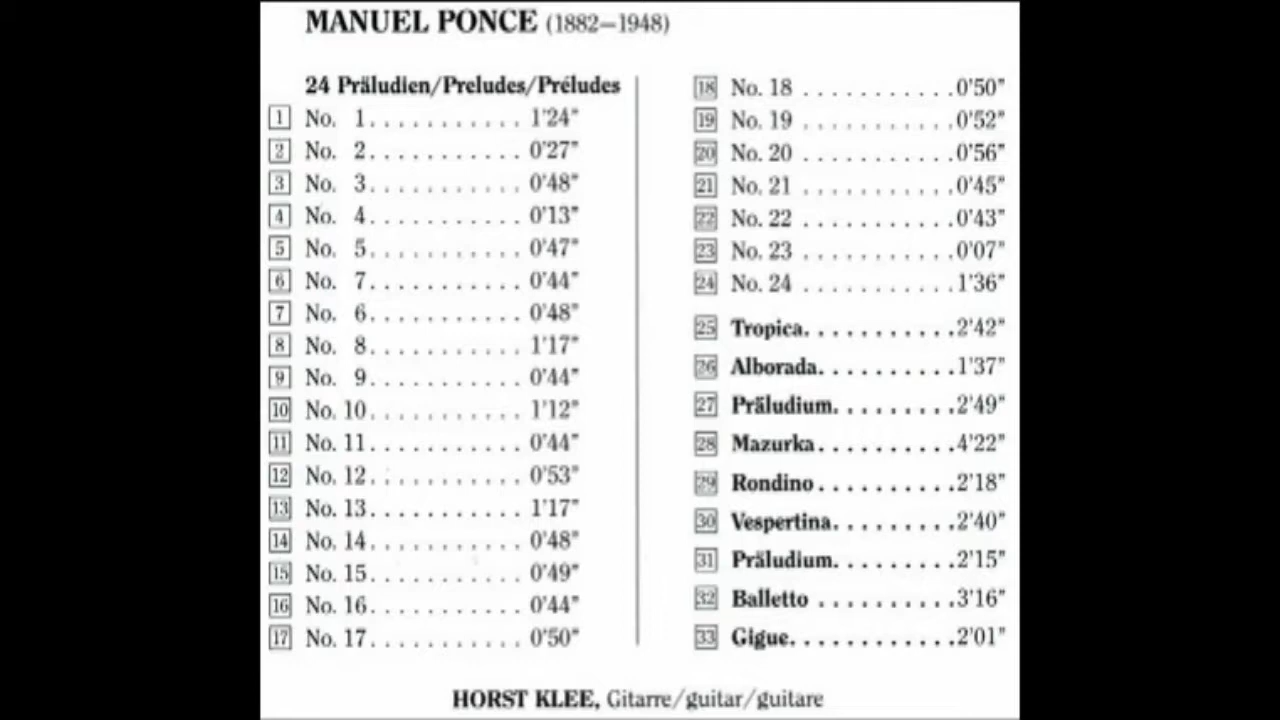 MANUEL PONCE (1882–1948)
24 Präludien/Preludes/Préludes
1 No. 1........... 1'24"
2 No. 2........... 0'27"
3 No. 3........... 0'48"
4 No. 4........... 0'13"
5 No. 5........... 0'47"
6 No. 7........... 0'44"
7 No. 6........... 0'48"
8 No. 8........... 1'17"
9 No. 9........... 0'44"
10 No. 10........... 1'12"
11 No. 11........... 0'44"
12 No. 12........... 0'53"
13 No. 13........... 1'17"
14 No. 14........... 0'48"
15 No. 15........... 0'49"
16 No. 16........... 0'44"
17 No. 17........... 0'50"
18 No. 18 ........... 0'50"
19 No. 19 ........... 0'52"
20 No. 20 ........... 0'56"
21 No. 21 ........... 0'45"
22 No. 22 ........... 0'43"
23 No. 23 ........... 0'07"
24 No. 24 ........... 1'36"
25 Tropica.......... 2'42"
26 Alborada.......... 1'37"
27 Präludium......... 2'49"
28 Mazurka.......... 4'22"
29 Rondino.......... 2'18"
30 Vespertina......... 2'40"
31 Präludium......... 2'15"
32 Balletto .......... 3'16"
33 Gigue........... 2'01"
HORST KLEE, Gitarre/guitar/guitare